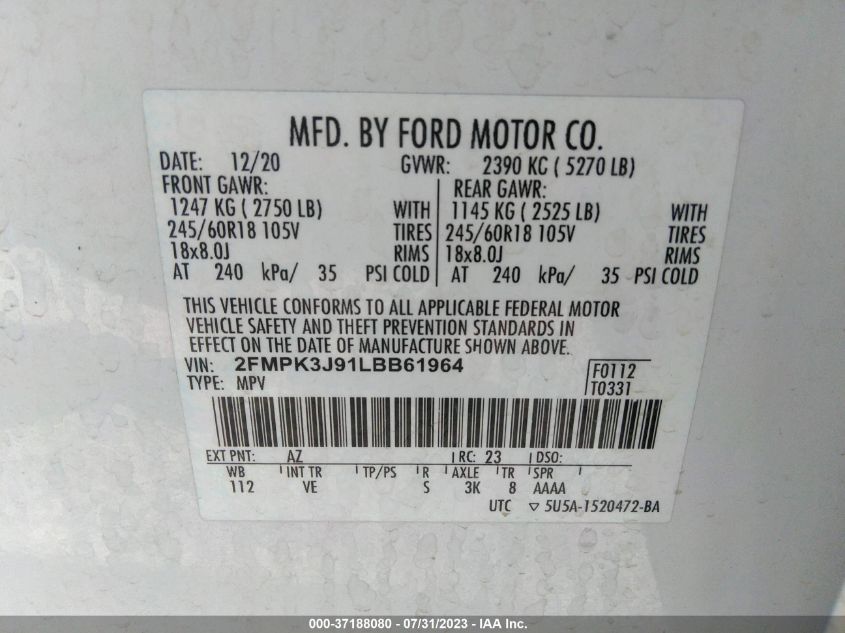 MFD. BY FORD MOTOR CO.
DATE: 12/20 GVWR: 2390 KG ( 5270 LB)
FRONT GAWR: REAR GAWR:
1247 KG ( 2750 LB) WITH 1145 KG ( 2525 LB) WITH
245/60R18 105V TIRES 245/60R18 105V TIRES
18x8.0J RIMS 18x8.0J RIMS
AT 240 kPa/ 35 PSI COLD AT 240 kPa/ 35 PSI COLD
THIS VEHICLE CONFORMS TO ALL APPLICABLE FEDERAL MOTOR
VEHICLE SAFETY AND THEFT PREVENTION STANDARDS IN
EFFECT ON THE DATE OF MANUFACTURE SHOWN ABOVE.
VIN: 2FMPK3J91LBB61964 F0112
TYPE: MPV T0331
EXT PNT: AZ RC: 23 DSO:
WB INT TR TP/PS R AXLE TR SPR
112 VE S 3K 8 AAAA
UTC ▽ 5U5A-1520472-BA
000-37188080 - 07/31/2023 - IAA Inc.